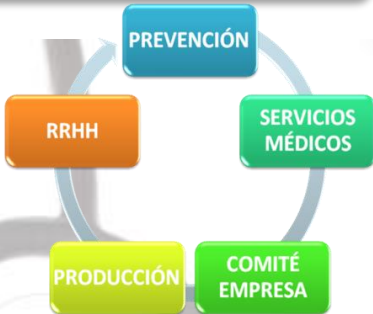 PREVENCIÓN
SERVICIOS
MÉDICOS
COMITÉ
EMPRESA
PRODUCCIÓN
RRHH